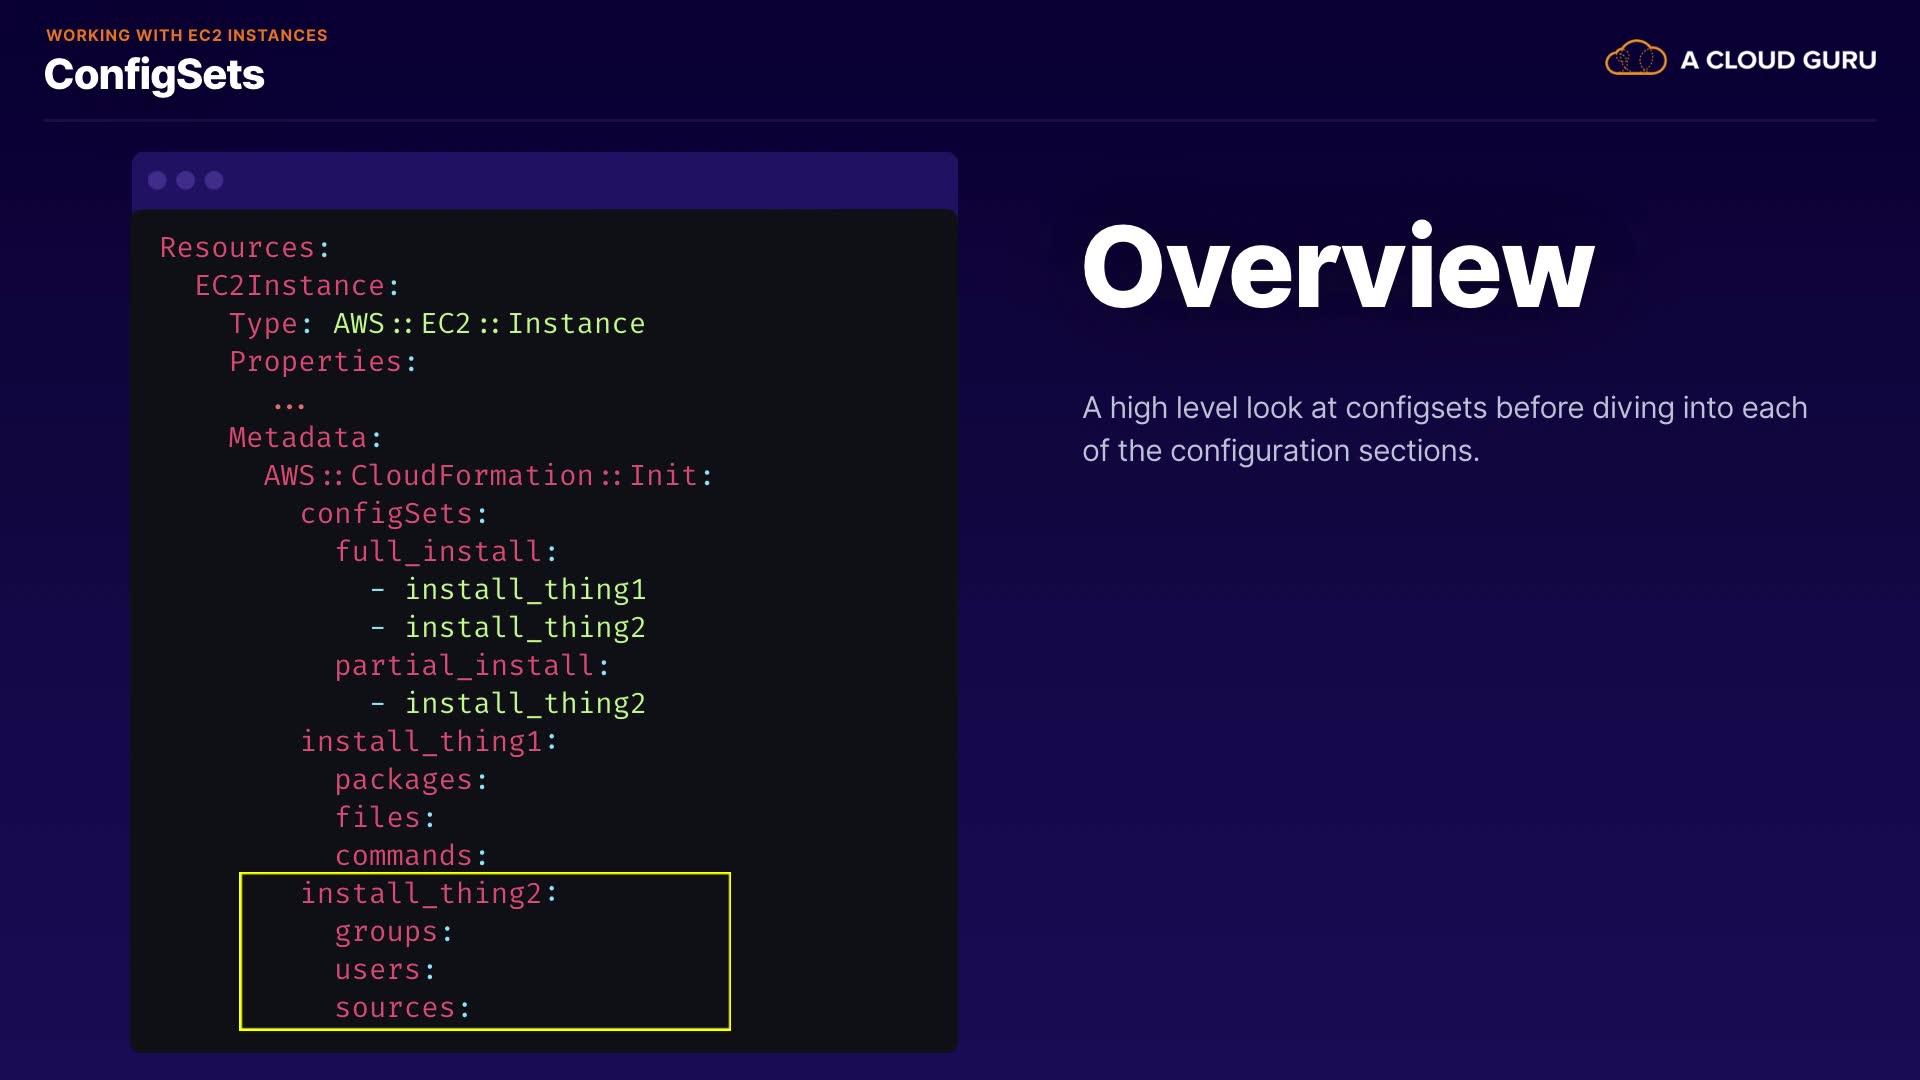 WORKING WITH EC2 INSTANCES
ConfigSets
A CLOUD GURU
Resources:
  EC2Instance:
    Type: AWS::EC2::Instance
    Properties:
      ...
    Metadata:
      AWS::CloudFormation::Init:
        configSets:
          full_install:
            - install_thing1
            - install_thing2
          partial_install:
            - install_thing2
        install_thing1:
          packages:
          files:
          commands:
        install_thing2:
          groups:
          users:
          sources:
Overview
A high level look at configsets before diving into each
of the configuration sections.